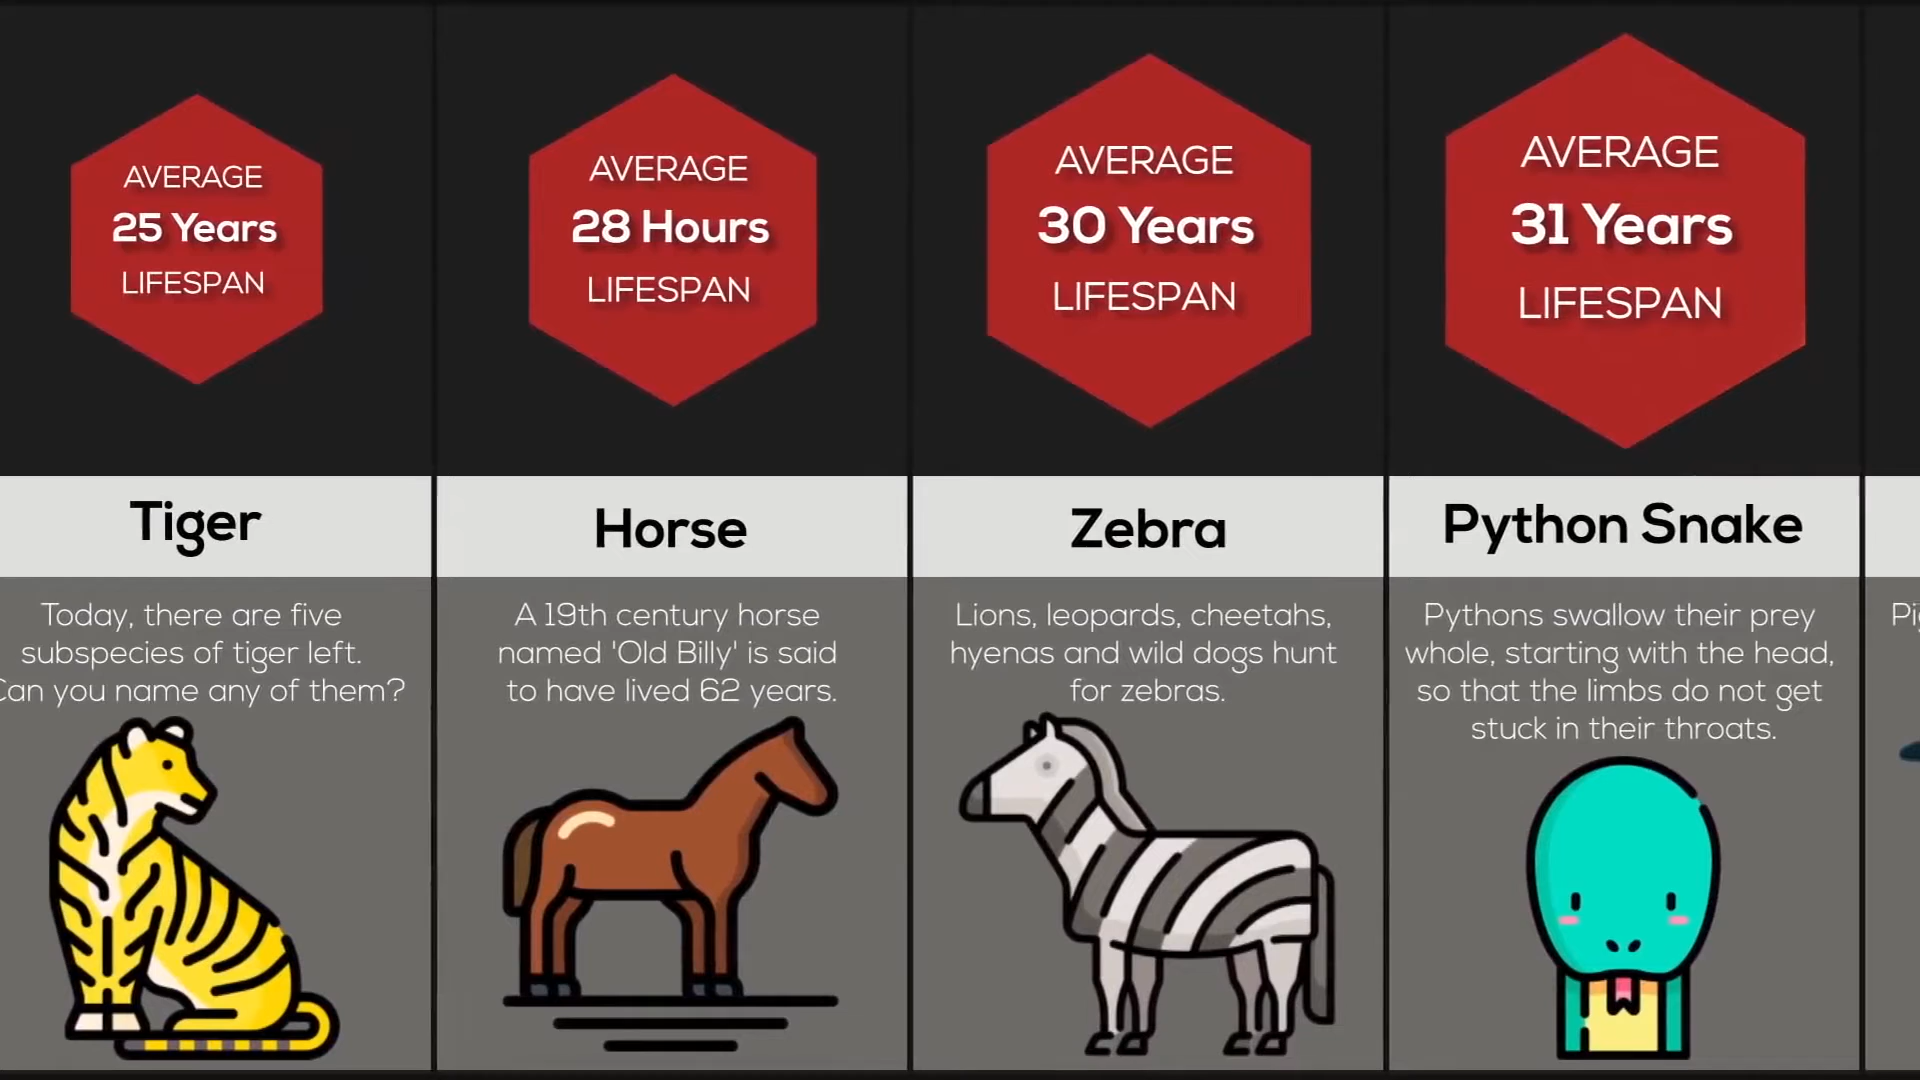 AVERAGE
25 Years
LIFESPAN
Tiger
Today, there are five
subspecies of tiger left.
Can you name any of them?
AVERAGE
28 Hours
LIFESPAN
Horse
A 19th century horse
named 'Old Billy' is said
to have lived 62 years.
AVERAGE
30 Years
LIFESPAN
Zebra
Lions, leopards, cheetahs,
hyenas and wild dogs hunt
for zebras.
AVERAGE
31 Years
LIFESPAN
Python Snake
Pythons swallow their prey
whole, starting with the head,
so that the limbs do not get
stuck in their throats.